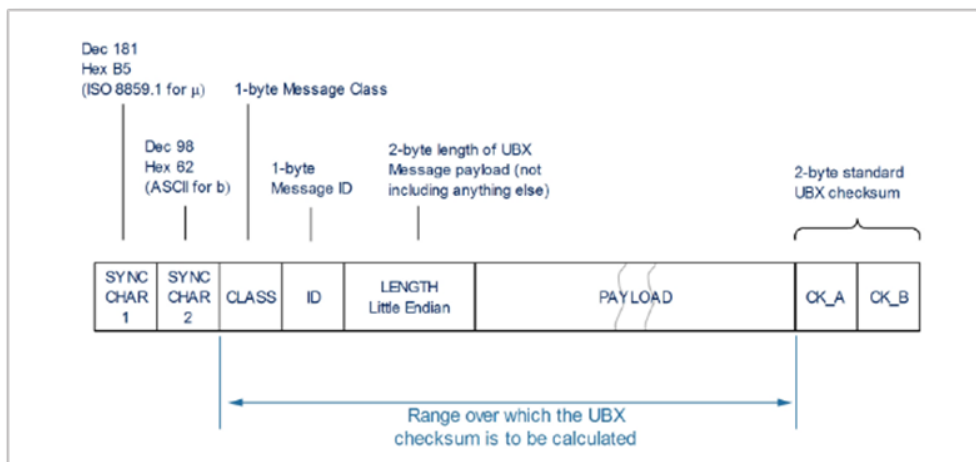 Dec 181
Hex B5
(ISO 8859.1 for μ)
1-byte Message Class
Dec 98
Hex 62
(ASCII for b)
1-byte
Message ID
2-byte length of UBX
Message payload (not
including anything else)
2-byte standard
UBX checksum
SYNC
CHAR
1
SYNC
CHAR
2
CLASS
ID
LENGTH
Little Endian
PAYLOAD
CK_A
CK_B
Range over which the UBX
checksum is to be calculated